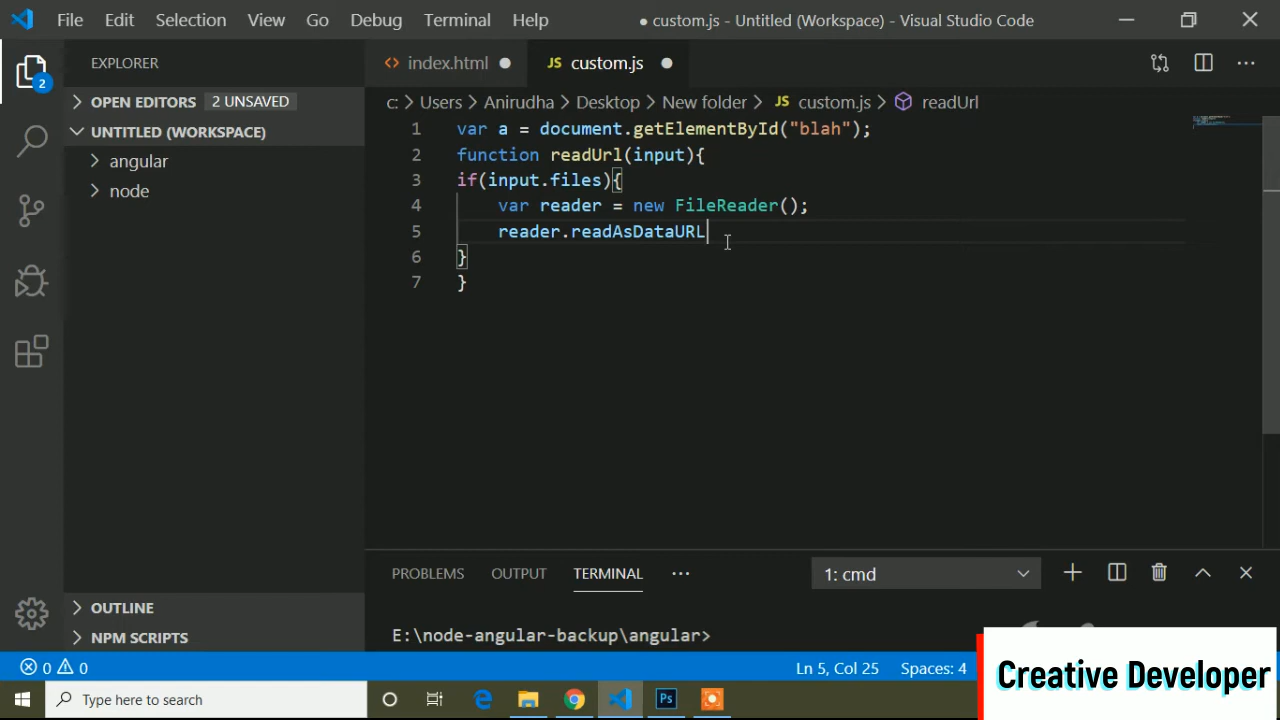 File Edit Selection View Go Debug Terminal Help ● custom.js - Untitled (Workspace) - Visual Studio Code
EXPLORER
2
OPEN EDITORS 2 UNSAVED
UNTITLED (WORKSPACE)
angular
node
OUTLINE
NPM SCRIPTS
<> index.html ●
JS custom.js ●
c: > Users > Anirudha > Desktop > New folder > JS custom.js > readUrl
1 var a = document.getElementById("blah");
2 function readUrl(input){
3 if(input.files){
4 var reader = new FileReader();
5 reader.readAsDataURL
6 }
7 }
PROBLEMS OUTPUT TERMINAL ··· 1: cmd
E:\node-angular-backup\angular>
0 0 Ln 5, Col 25 Spaces: 4
Type here to search
Ps
Creative Developer